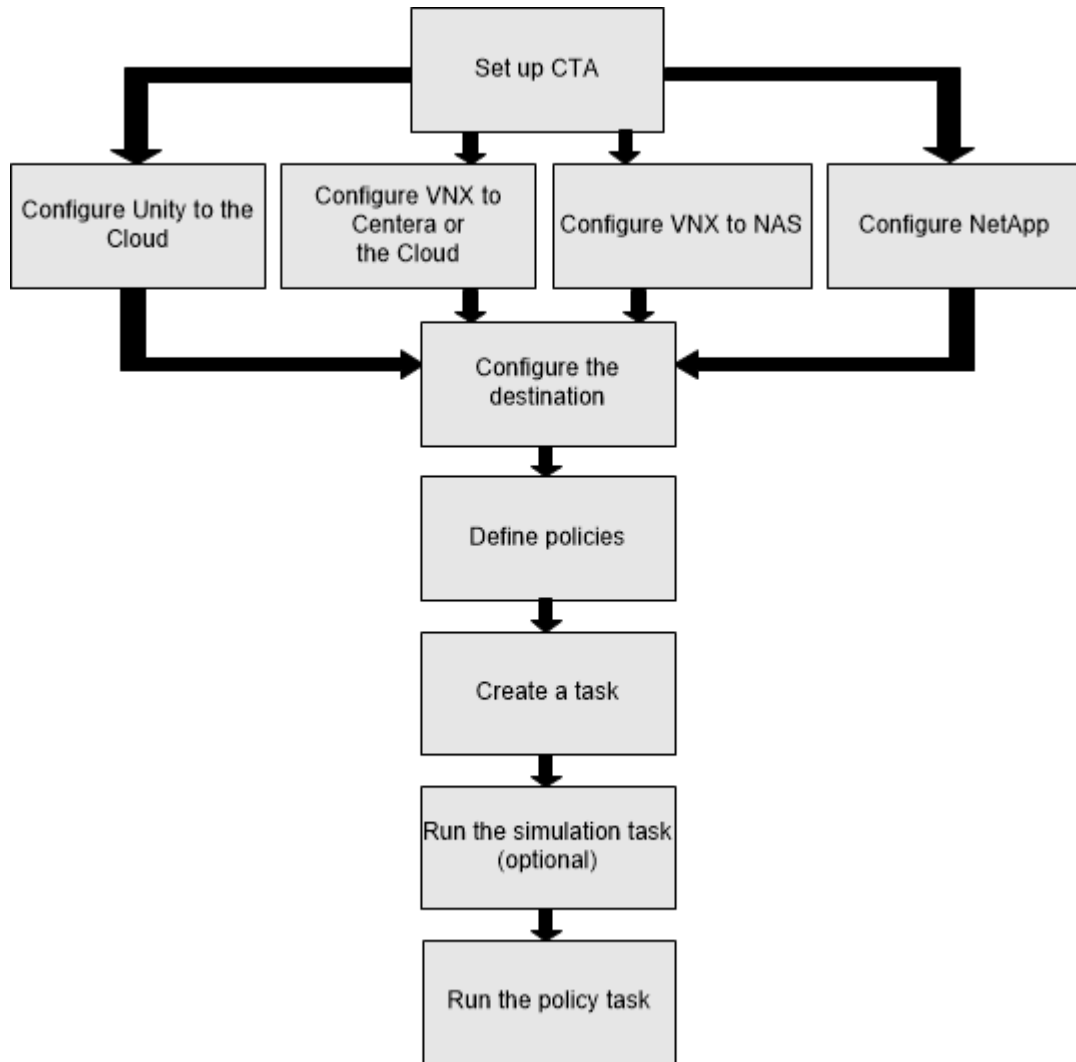 Set up CTA
Configure Unity to the
Cloud
Configure VNX to
Centera or
the Cloud
Configure VNX to NAS
Configure NetApp
Configure the
destination
Define policies
Create a task
Run the simulation task
(optional)
Run the policy task